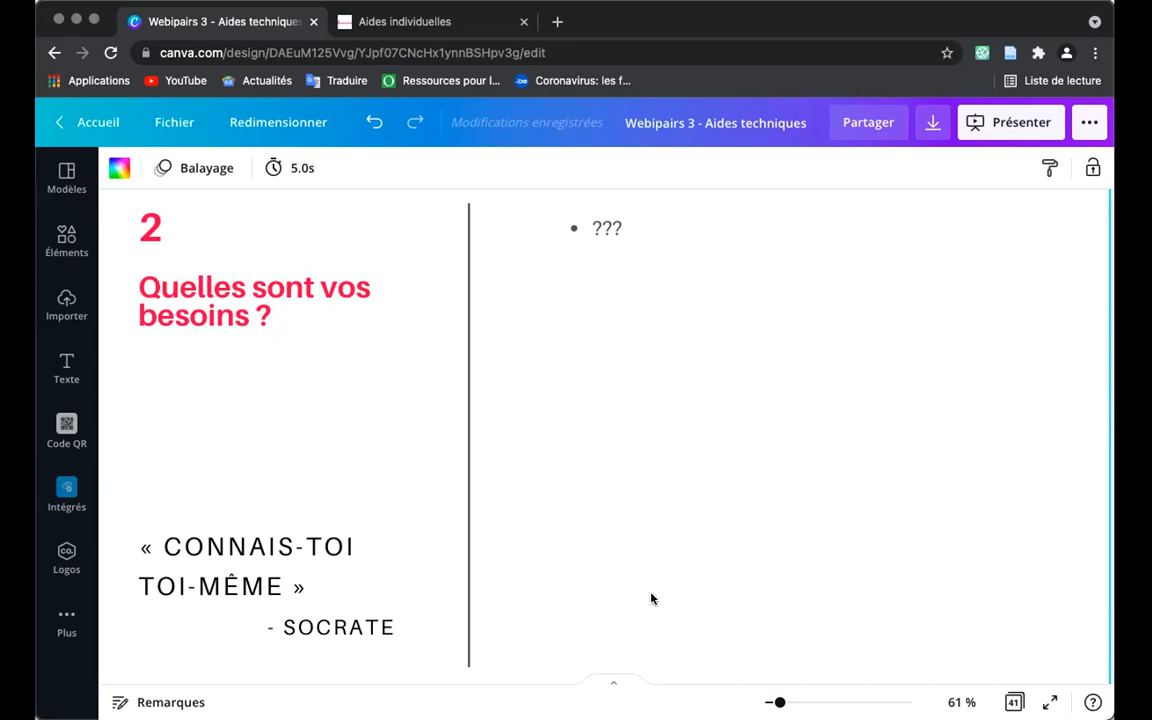 Webipairs 3 - Aides technique
Aides individuelles
canva.com/design/DAEuM125Vvg/YJpf07CNcHx1ynnBSHpv3g/edit
Applications
YouTube
Actualités
Traduire
Ressources pour l...
Coronavirus: les f...
Liste de lecture
Accueil
Fichier
Redimensionner
Modifications enregistrées
Webipairs 3 - Aides techniques
Partager
Présenter
Modèles
Éléments
Importer
Texte
Code QR
Intégrés
co.
Logos
Plus
Balayage
5.0s
2
Quelles sont vos
besoins ?
« CONNAIS-TOI
TOI-MÊME »
- SOCRATE
• ???
Remarques
61 %
41